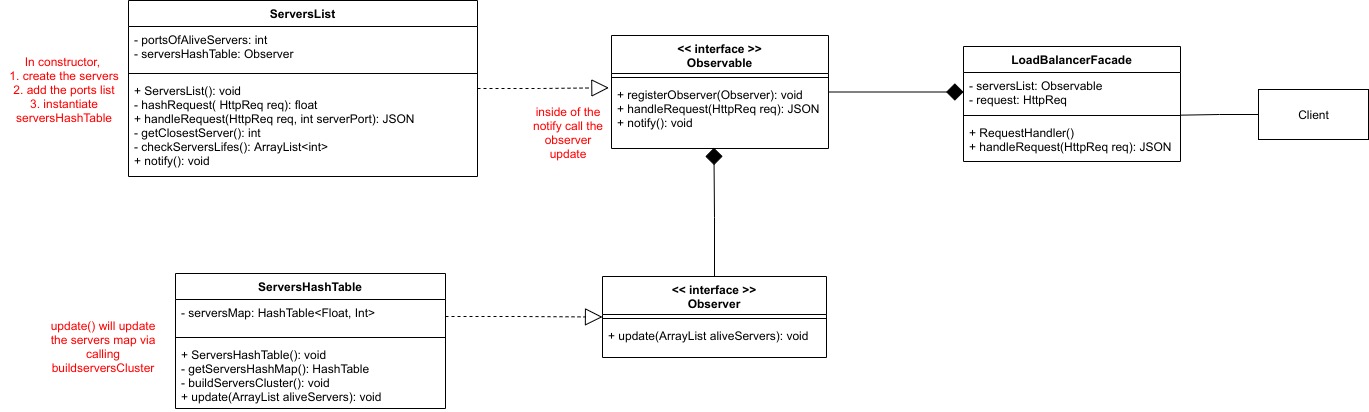 ServersList
- portsOfAliveServers: int
- serversHashTable: Observer
+ ServersList(): void
- hashRequest( HttpReq req): float
+ handleRequest(HttpReq req, int serverPort): JSON
- getClosestServer(): int
- checkServersLifes(): ArrayList<int>
+ notify(): void
In constructor,
1. create the servers
2. add the ports list
3. instantiate
serversHashTable
<< interface >>
Observable
+ registerObserver(Observer): void
+ handleRequest(HttpReq req): JSON
+ notify(): void
inside of the
notify call the
observer
update
LoadBalancerFacade
- serversList: Observable
- request: HttpReq
+ RequestHandler()
+ handleRequest(HttpReq req): JSON
Client
ServersHashTable
- serversMap: HashTable<Float, Int>
+ ServersHashTable(): void
- getServersHashMap(): HashTable
- buildServersCluster(): void
+ update(ArrayList aliveServers): void
update() will update
the servers map via
calling
buildserversCluster
<< interface >>
Observer
+ update(ArrayList aliveServers): void